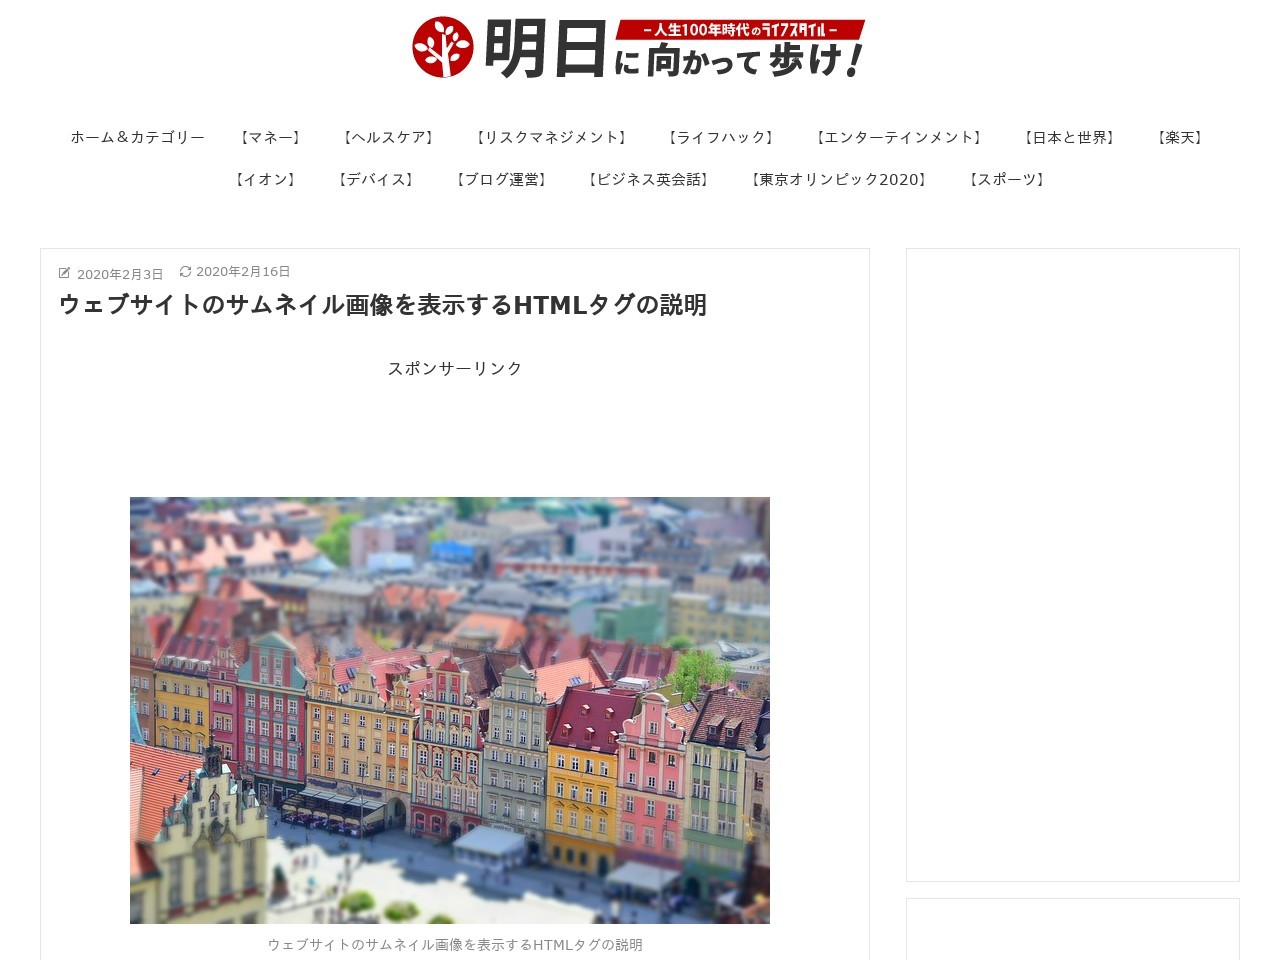 明日に向かって歩け!
−人生100年時代のライフスタイル−
ホーム＆カテゴリー 【マネー】 【ヘルスケア】 【リスクマネジメント】 【ライフハック】 【エンターテインメント】 【日本と世界】 【楽天】
【イオン】 【デバイス】 【ブログ運営】 【ビジネス英会話】 【東京オリンピック2020】 【スポーツ】
2020年2月3日 2020年2月16日
ウェブサイトのサムネイル画像を表示するHTMLタグの説明
スポンサーリンク
ウェブサイトのサムネイル画像を表示するHTMLタグの説明